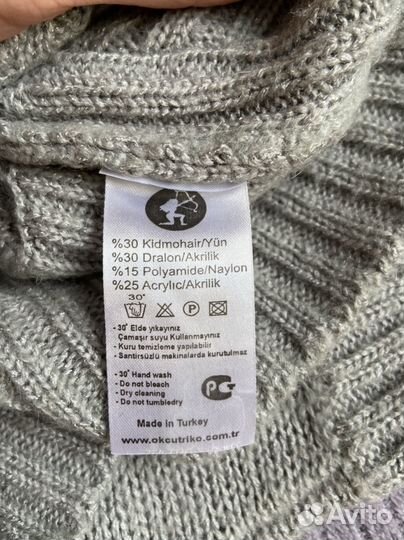 %30 Kidmohair/Yün
%30 Dralon/Akrilik
%15 Polyamide/Naylon
%25 Acrylic/Akrilik
30°
- 30° Elde yıkayınız
Çamaşır suyu Kullanmayınız
- Kuru temizleme yapılabilir
- Santirsüzlü makinalarda kurutulmaz
- 30° Hand wash
- Do not bleach
- Dry cleaning
- Do not tumbledry
Made in Turkey
www.okcutriko.com.tr
Avito